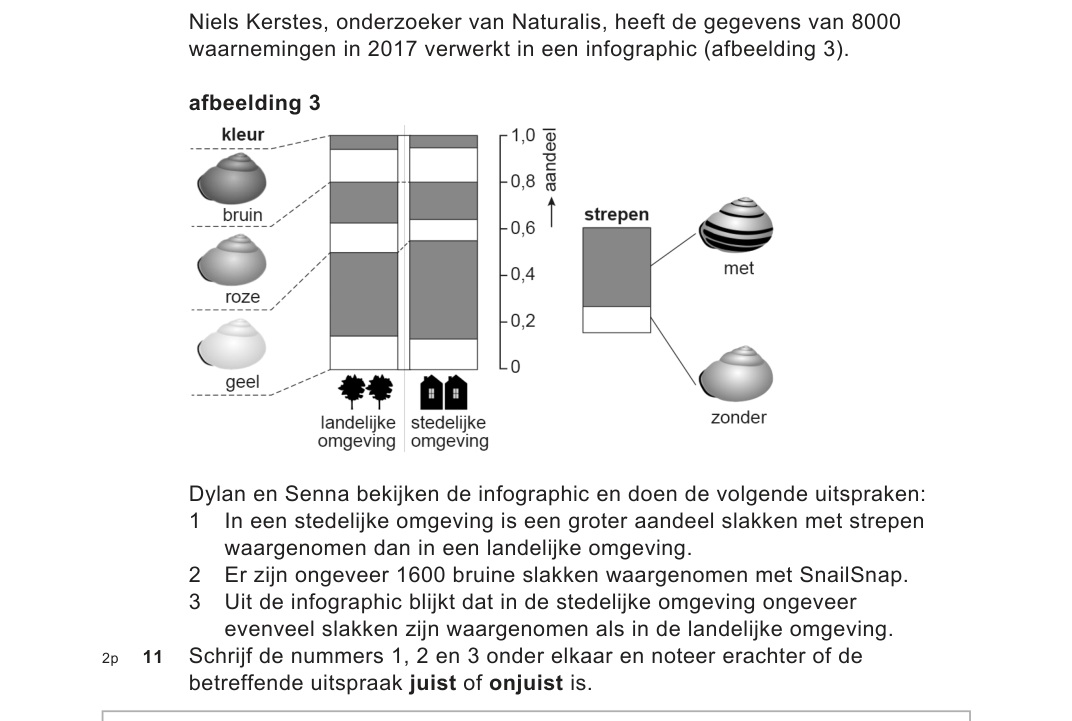 Niels Kerstes, onderzoeker van Naturalis, heeft de gegevens van 8000
waarnemingen in 2017 verwerkt in een infographic (afbeelding 3).
afbeelding 3
kleur
bruin
roze
geel
1,0
0,8
0,6
0,4
0,2
0
aandeel
landelijke
omgeving
stedelijke
omgeving
strepen
met
zonder
Dylan en Senna bekijken de infographic en doen de volgende uitspraken:
1 In een stedelijke omgeving is een groter aandeel slakken met strepen
waargenomen dan in een landelijke omgeving.
2 Er zijn ongeveer 1600 bruine slakken waargenomen met SnailSnap.
3 Uit de infographic blijkt dat in de stedelijke omgeving ongeveer
evenveel slakken zijn waargenomen als in de landelijke omgeving.
2p 11 Schrijf de nummers 1, 2 en 3 onder elkaar en noteer erachter of de
betreffende uitspraak juist of onjuist is.